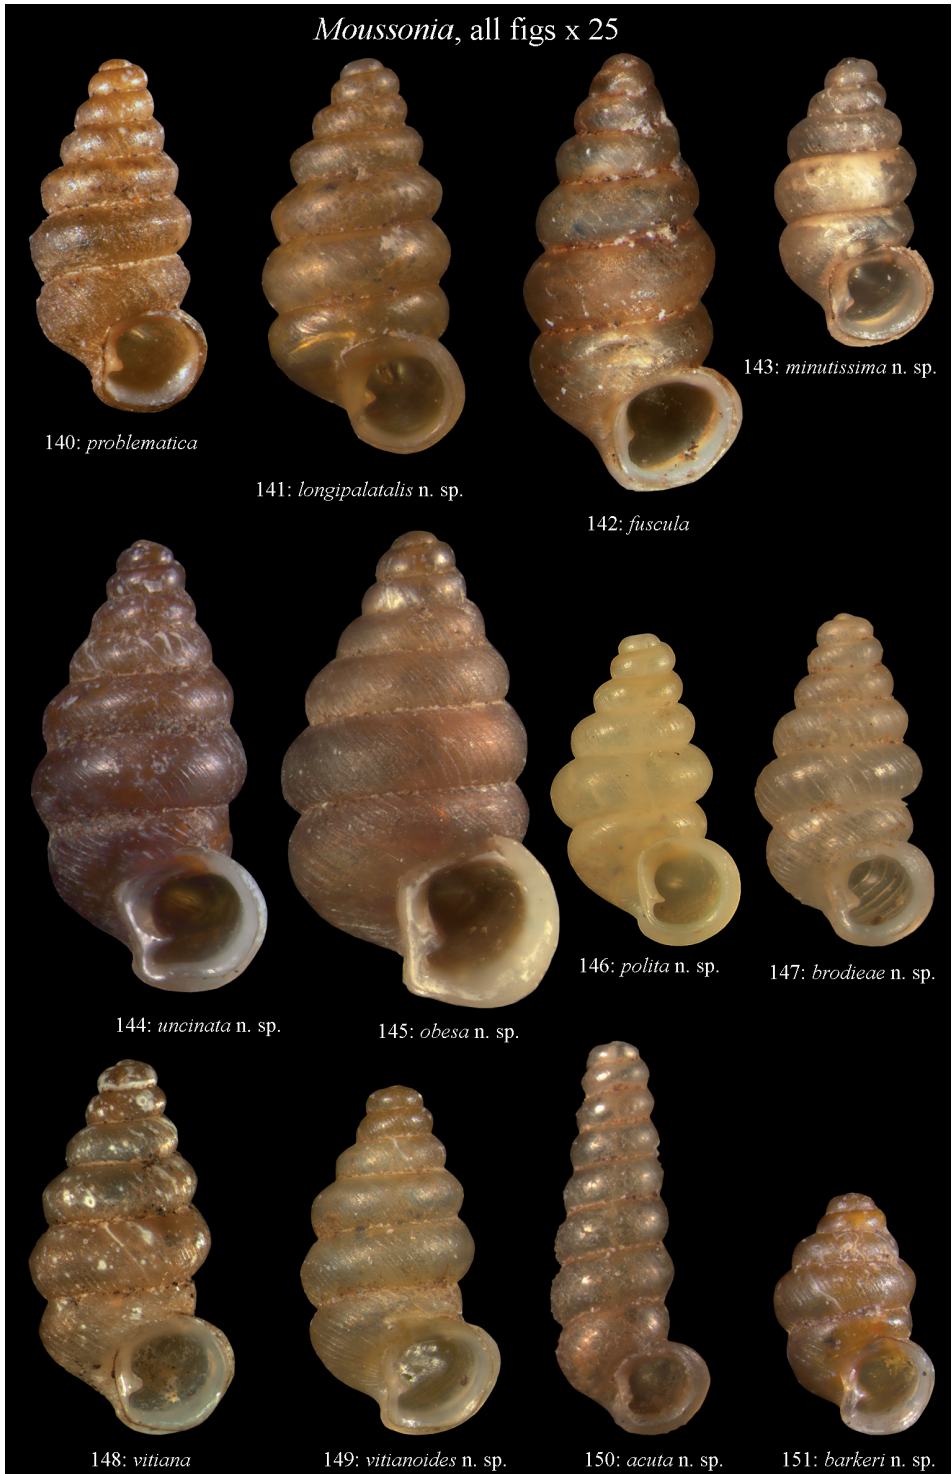 Moussonia, all figs x 25
140: problematica
141: longipalatalis n. sp.
142: fuscula
143: minutissima n. sp.
144: uncinata n. sp.
145: obesa n. sp.
146: polita n. sp.
147: brodieae n. sp.
148: vitiana
149: vitianoides n. sp.
150: acuta n. sp.
151: barkeri n. sp.